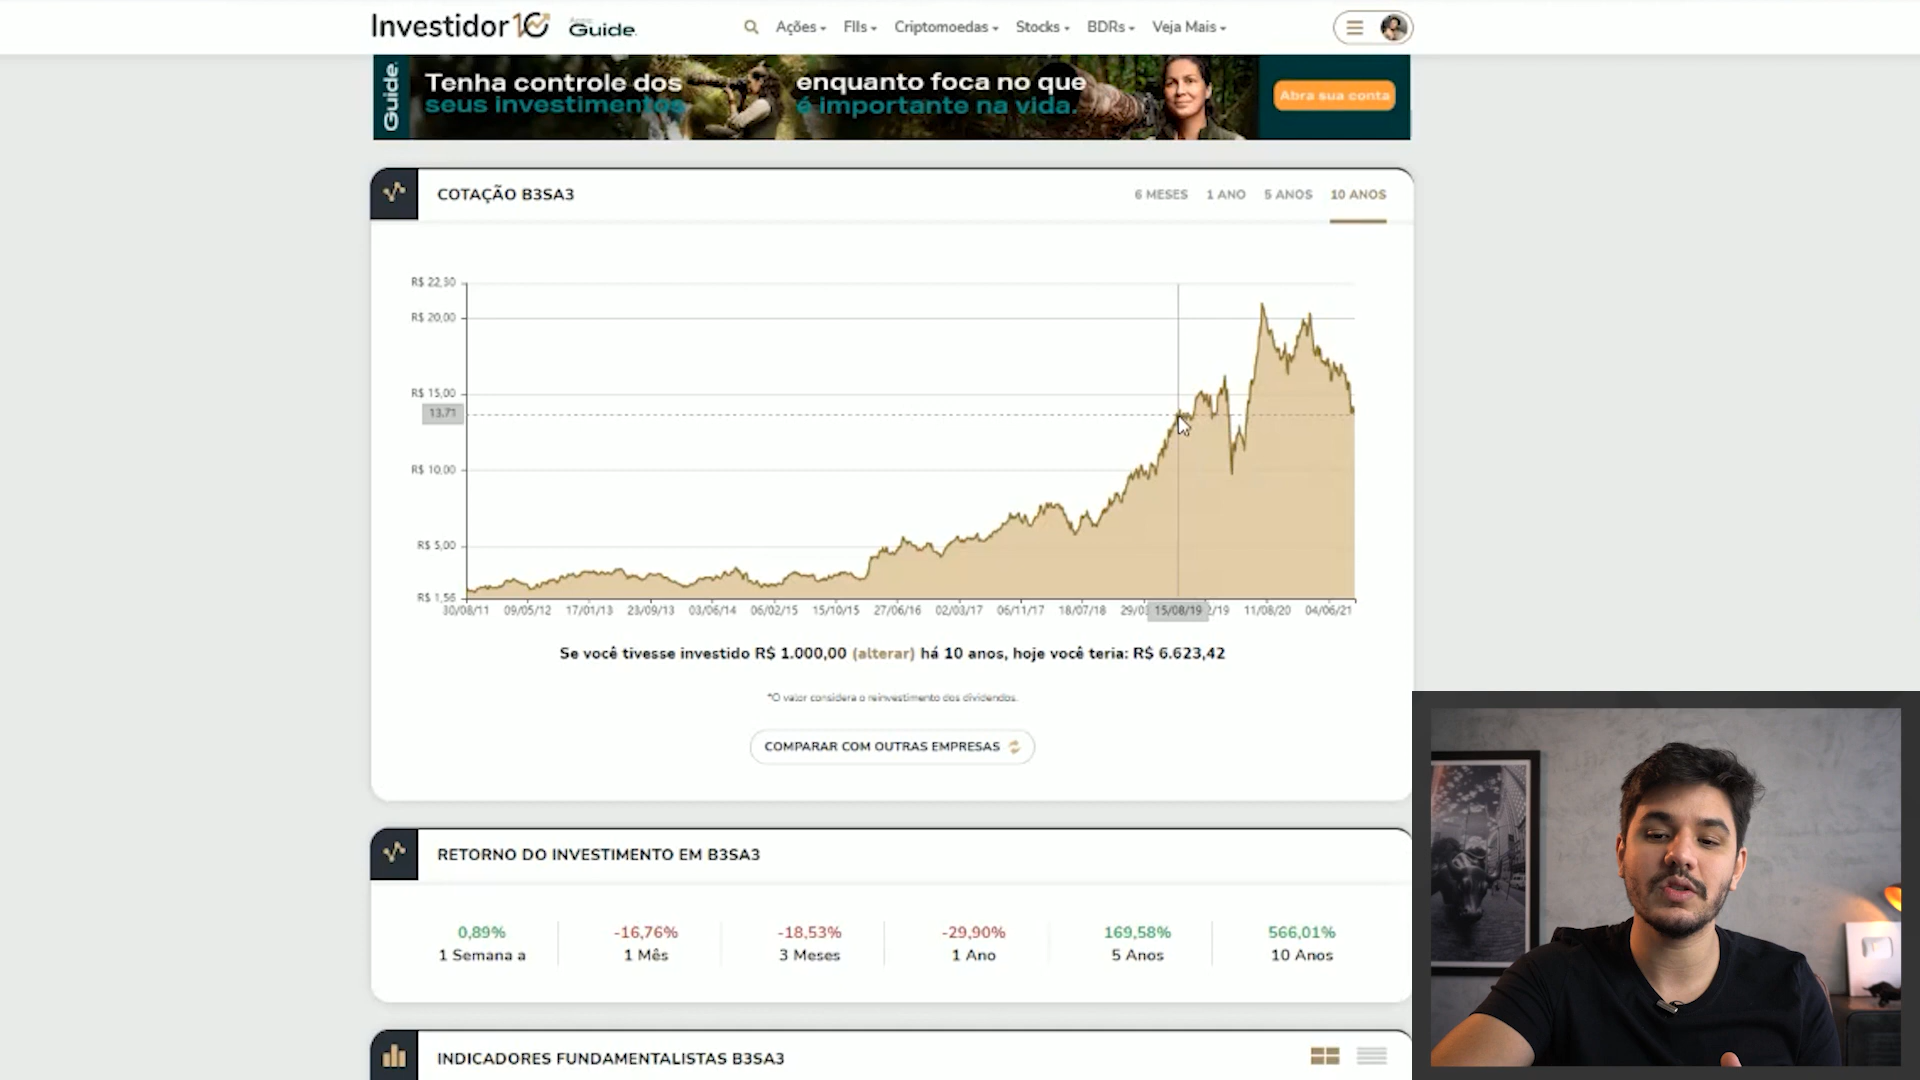 Investidor 10
Guide.
Ações
FIIs
Criptomoedas
Stocks
BDRs
Veja Mais
Guide.
Tenha controle dos
seus investimentos
enquanto foca no que
é importante na vida.
Abra sua conta
COTAÇÃO B3SA3
6 MESES
1 ANO
5 ANOS
10 ANOS
R$ 22,30
R$ 20,00
R$ 15,00
13.71
R$ 10,00
R$ 5,00
R$ 1,56
30/08/11 09/05/12 17/01/13 23/09/13 03/06/14 06/02/15 15/10/15 27/06/16 02/03/17 06/11/17 18/07/18 29/0 15/08/19 2/19 11/08/20 04/06/21
Se você tivesse investido R$ 1.000,00 (alterar) há 10 anos, hoje você teria: R$ 6.623,42
*O valor considera o reinvestimento dos dividendos.
COMPARAR COM OUTRAS EMPRESAS
RETORNO DO INVESTIMENTO EM B3SA3
0,89% -16,76% -18,53% -29,90% 169,58% 566,01%
1 Semana a 1 Mês 3 Meses 1 Ano 5 Anos 10 Anos
INDICADORES FUNDAMENTALISTAS B3SA3